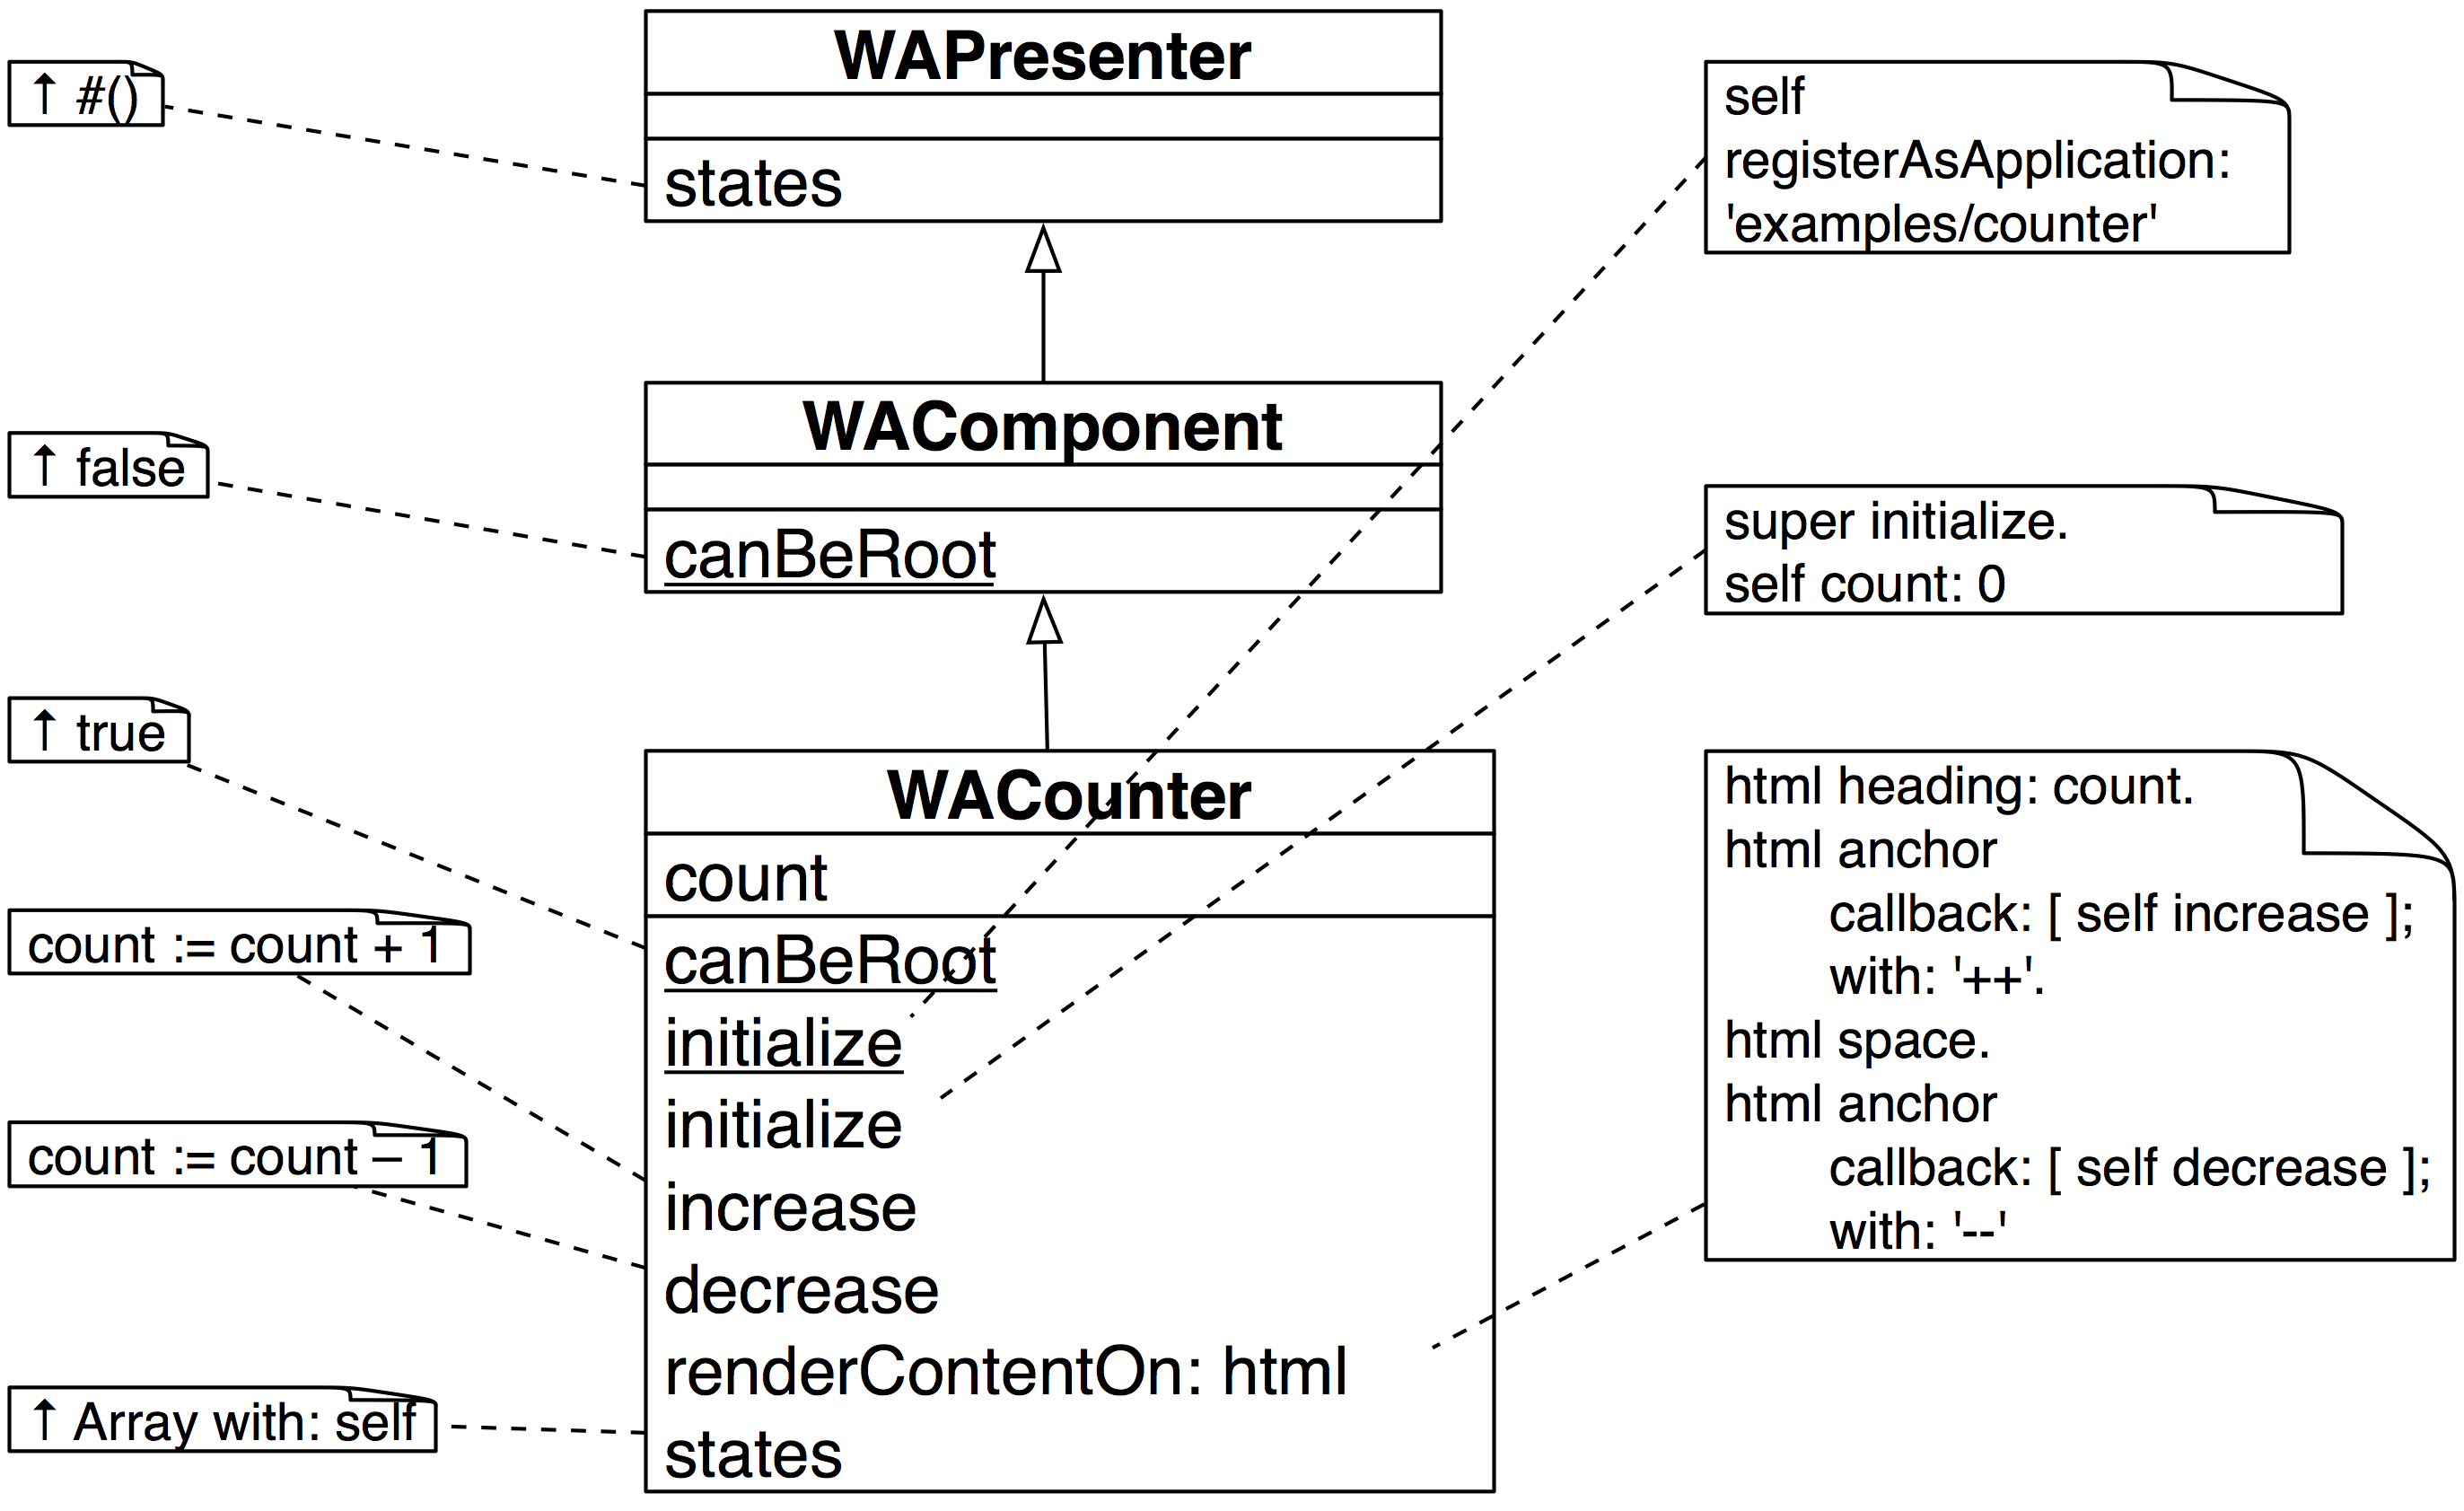 ↑ #()
↑ false
↑ true
count := count + 1
count := count – 1
↑ Array with: self
WAPresenter
states
WAComponent
canBeRoot
WACounter
count
canBeRoot
initialize
initialize
increase
decrease
renderContentOn: html
states
self
registerAsApplication:
'examples/counter'
super initialize.
self count: 0
html heading: count.
html anchor
callback: [ self increase ];
with: '++'.
html space.
html anchor
callback: [ self decrease ];
with: '--'